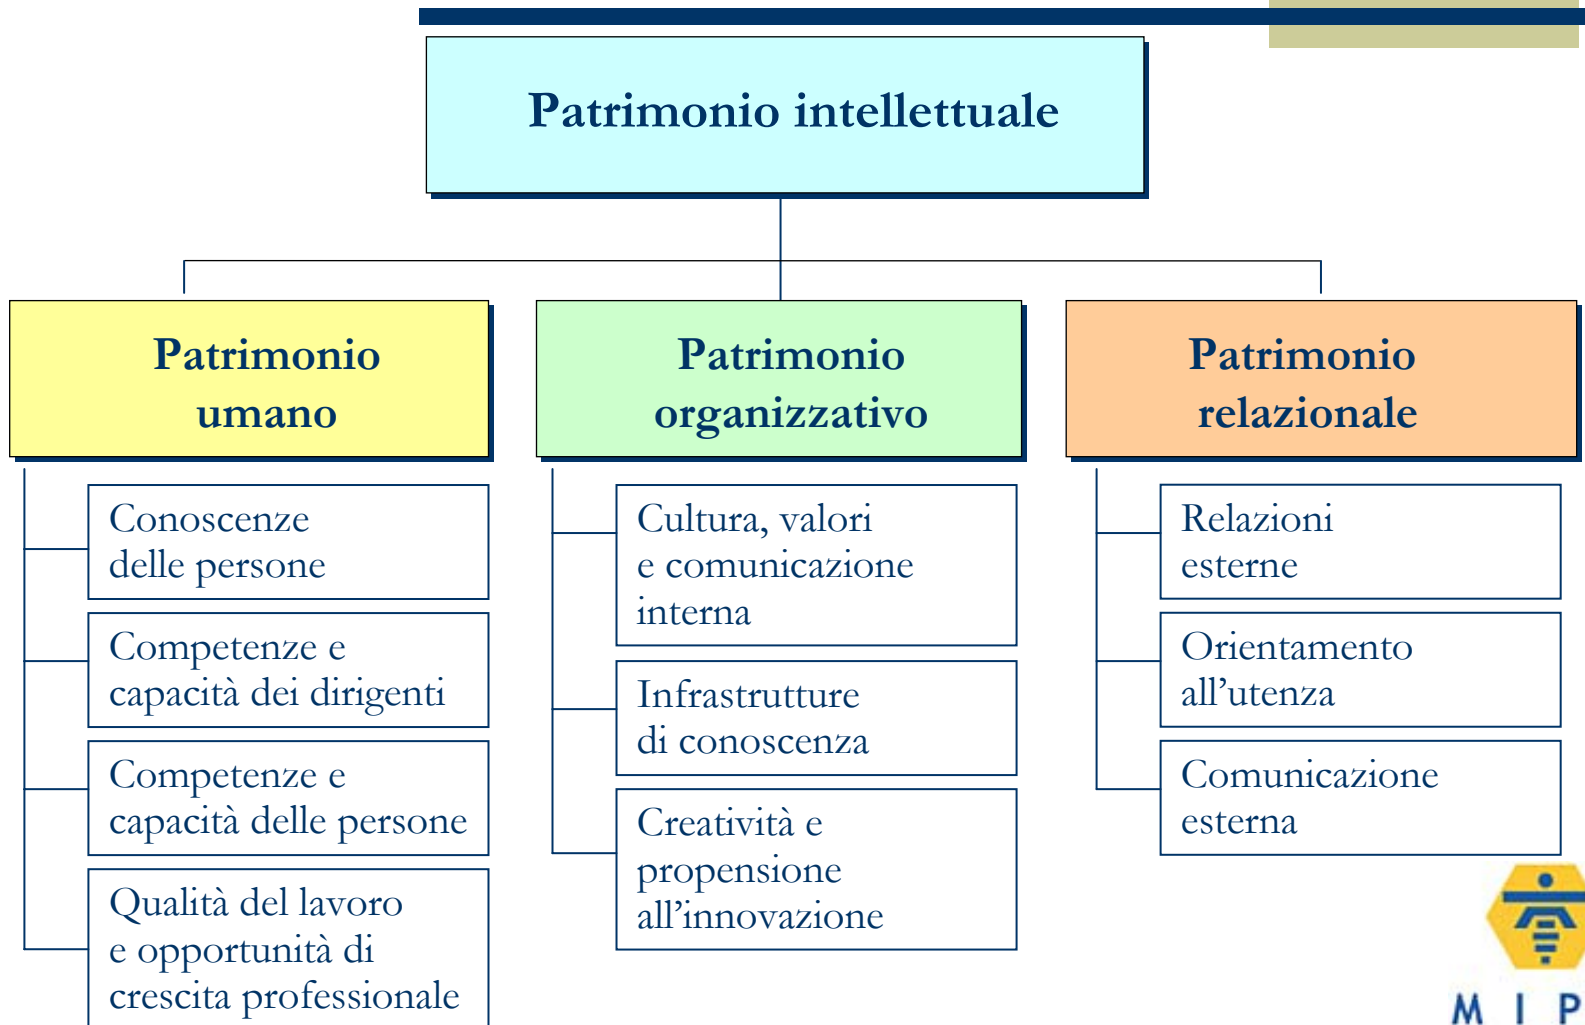 Patrimonio intellettuale
Patrimonio
umano
Conoscenze
delle persone
Competenze e
capacità dei dirigenti
Competenze e
capacità delle persone
Qualità del lavoro
e opportunità di
crescita professionale
Patrimonio
organizzativo
Cultura, valori
e comunicazione
interna
Infrastrutture
di conoscenza
Creatività e
propensione
all’innovazione
Patrimonio
relazionale
Relazioni
esterne
Orientamento
all’utenza
Comunicazione
esterna
M I P